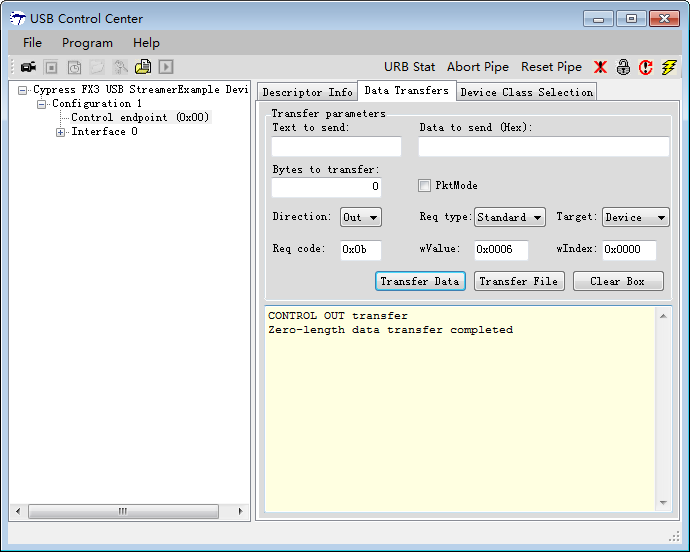 USB Control Center
File Program Help
URB Stat Abort Pipe Reset Pipe
Cypress FX3 USB StreamerExample Devi
Configuration 1
Control endpoint (0x00)
Interface 0
Descriptor Info Data Transfers Device Class Selection
Transfer parameters
Text to send: Data to send (Hex):
Bytes to transfer:
0 PktMode
Direction: Out Req type: Standard Target: Device
Req code: 0x0b wValue: 0x0006 wIndex: 0x0000
Transfer Data Transfer File Clear Box
CONTROL OUT transfer
Zero-length data transfer completed